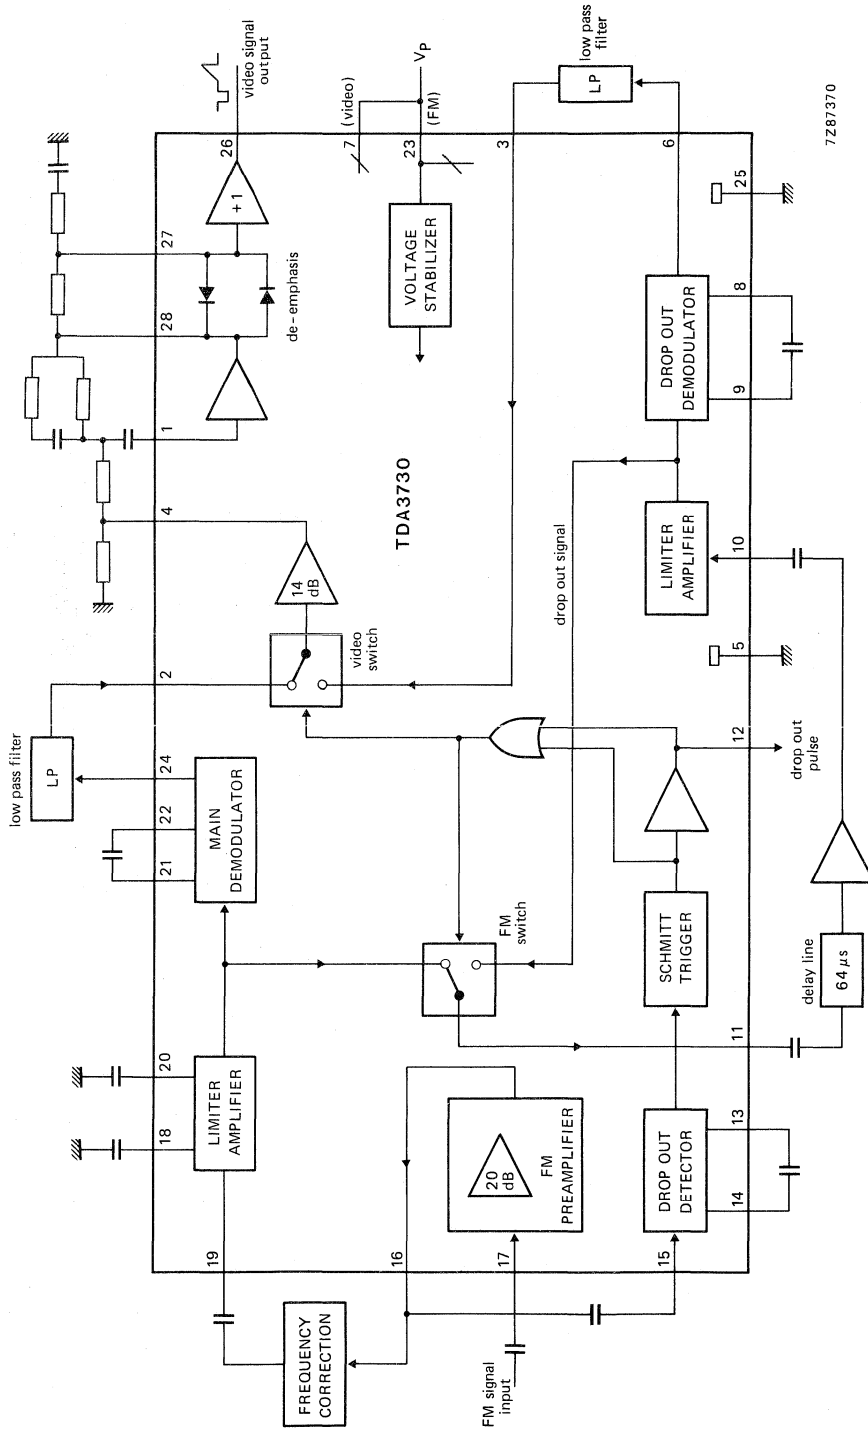 FM signal
input
FREQUENCY
CORRECTION
19
16
17
15
18
20
LIMITER
AMPLIFIER
20
dB
FM
PREAMPLIFIER
DROP OUT
DETECTOR
14
13
11
64 µs
delay line
SCHMITT
TRIGGER
FM
switch
21
22
24
MAIN
DEMODULATOR
LP
low pass filter
2
video
switch
14
dB
4
1
28
27
de-emphasis
+1
26
video signal
output
TDA3730
VOLTAGE
STABILIZER
7
(video)
23
(FM)
VP
3
6
LP
low pass
filter
drop out signal
12
drop out
pulse
5
10
LIMITER
AMPLIFIER
DROP OUT
DEMODULATOR
9
8
25
7Z87370